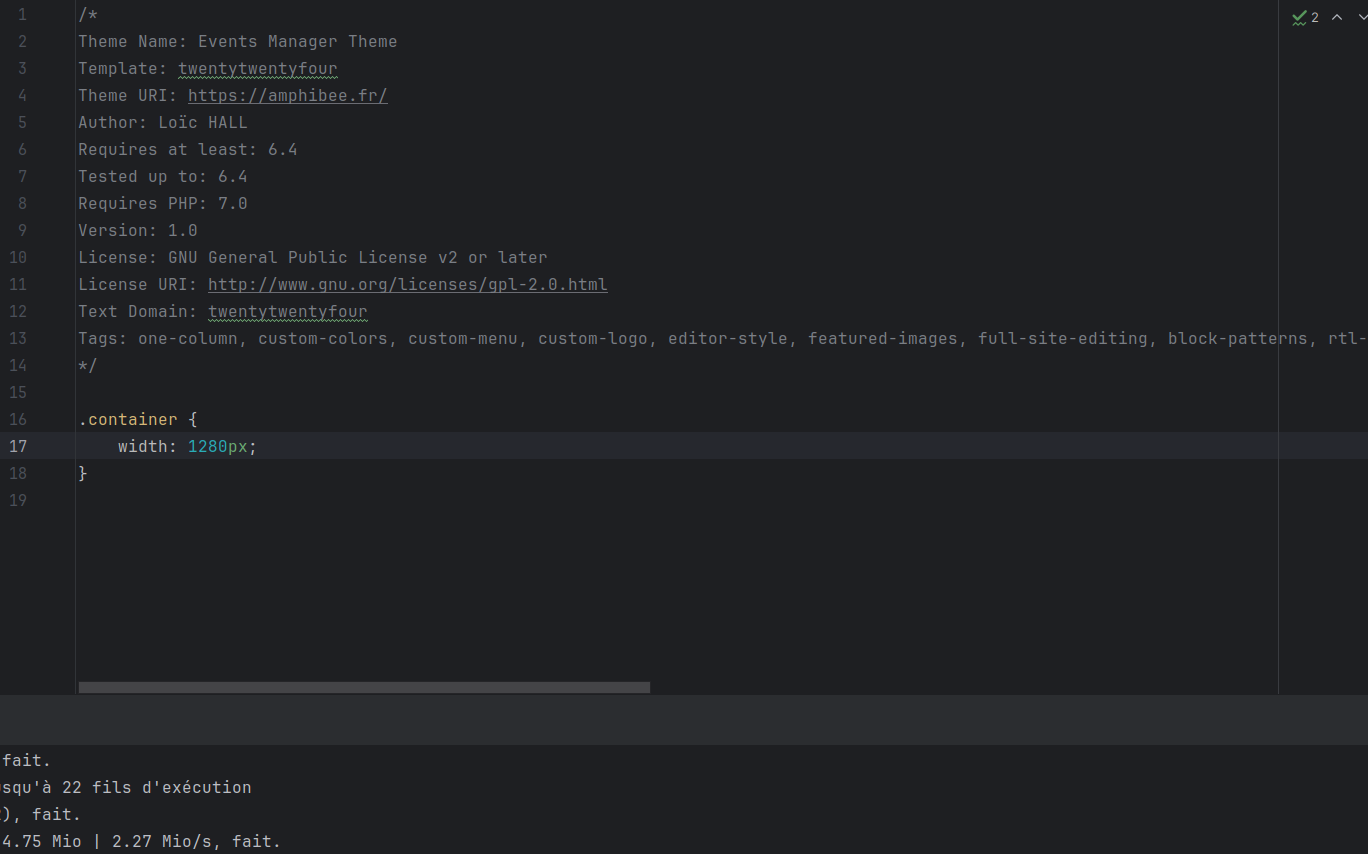 2
1 /*
2 Theme Name: Events Manager Theme
3 Template: twentytwentyfour
4 Theme URI: https://amphibee.fr/
5 Author: Loïc HALL
6 Requires at least: 6.4
7 Tested up to: 6.4
8 Requires PHP: 7.0
9 Version: 1.0
10 License: GNU General Public License v2 or later
11 License URI: http://www.gnu.org/licenses/gpl-2.0.html
12 Text Domain: twentytwentyfour
13 Tags: one-column, custom-colors, custom-menu, custom-logo, editor-style, featured-images, full-site-editing, block-patterns, rtl-
14 */
15
16 .container {
17 width: 1280px;
18 }
19
fait.
squ'à 22 fils d'exécution
), fait.
4.75 Mio | 2.27 Mio/s, fait.